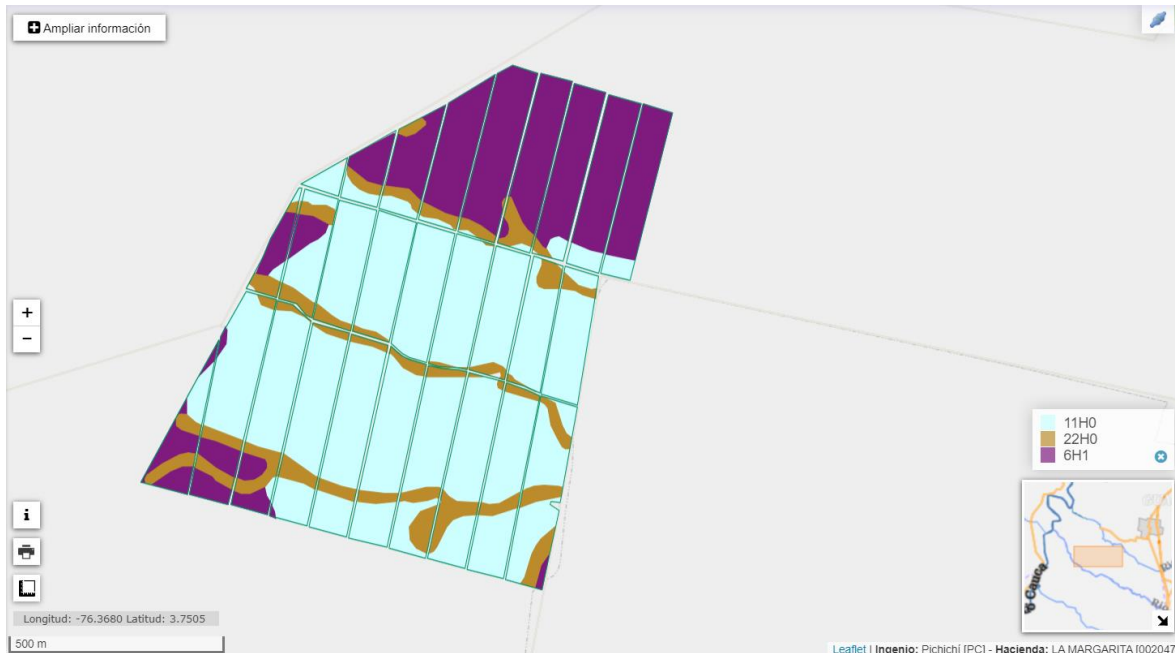 Ampliar información
+
−
11H0
22H0
6H1
i
Longitud: -76.3680 Latitud: 3.7505
500 m
Cauca
Leaflet | Ingenio: Pichichí [PC] - Hacienda: LA MARGARITA [002047